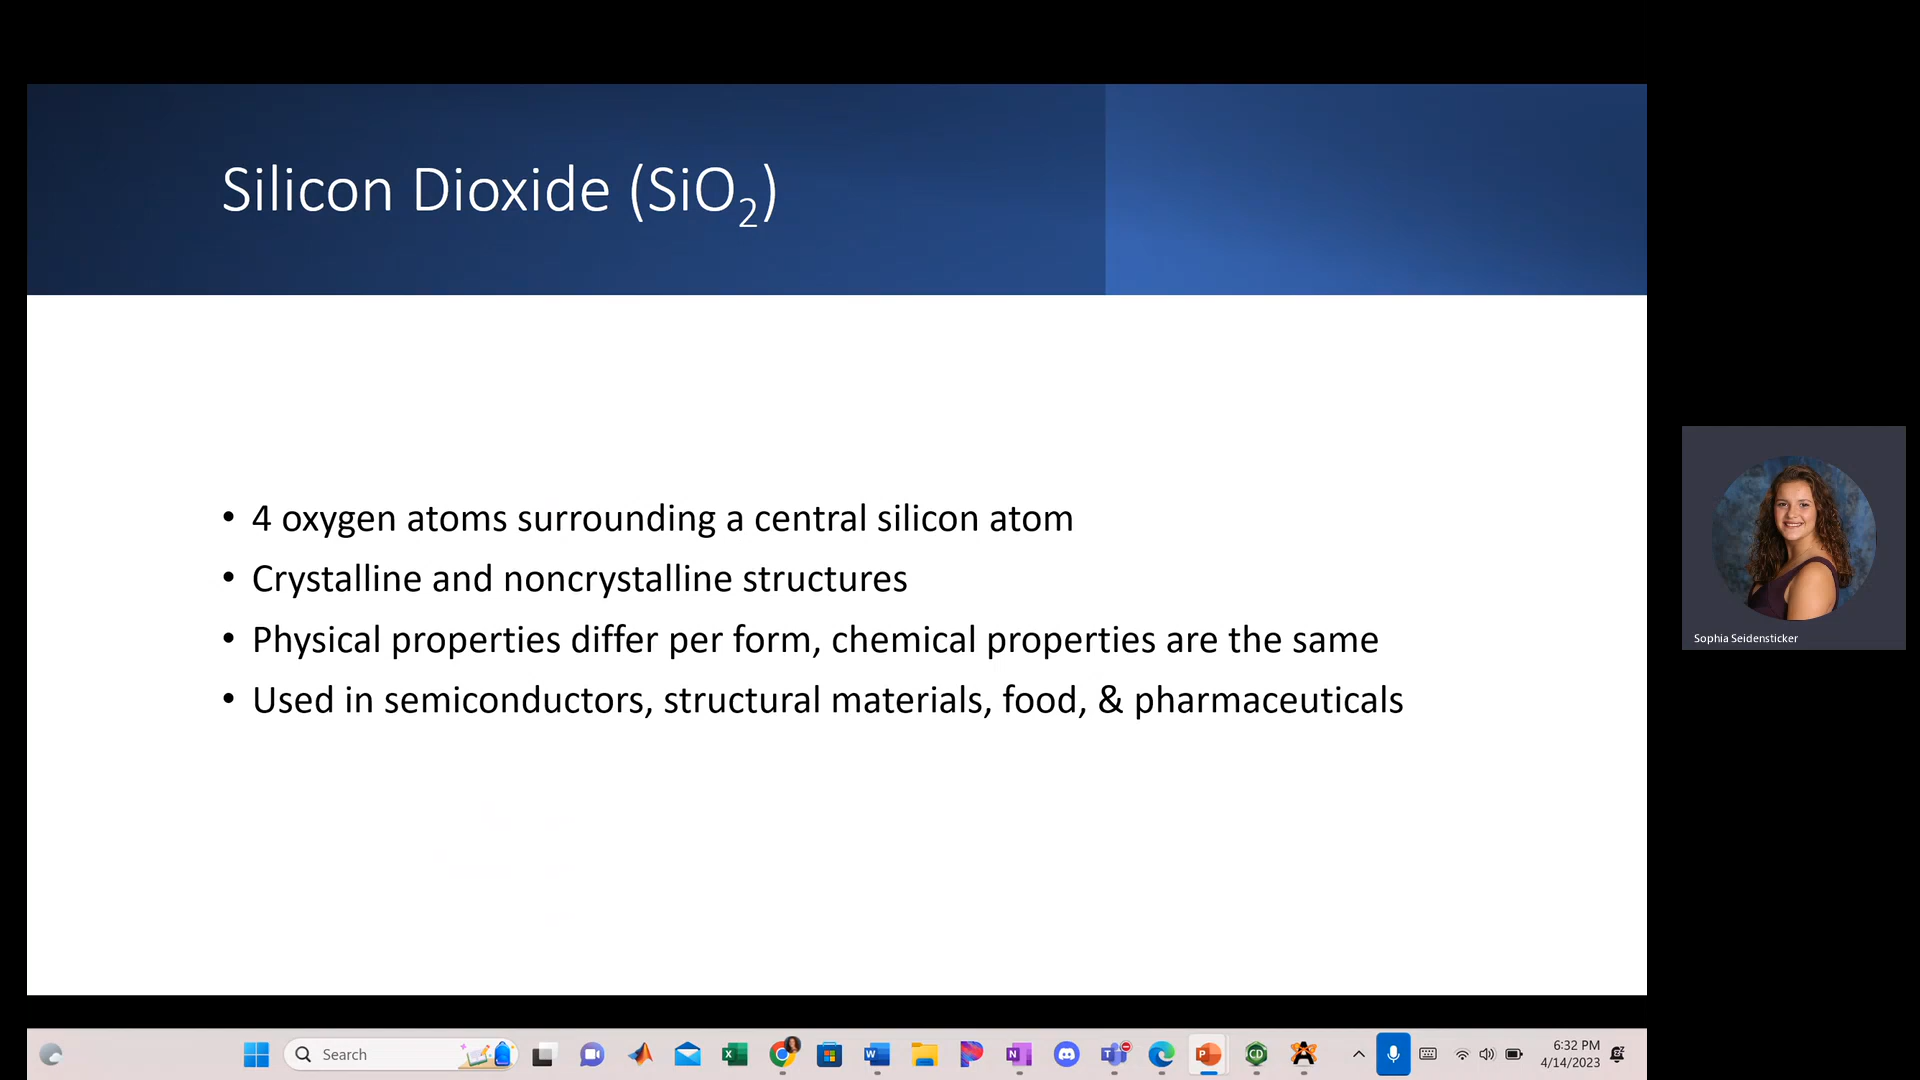 Silicon Dioxide (SiO₂)
• 4 oxygen atoms surrounding a central silicon atom
• Crystalline and noncrystalline structures
• Physical properties differ per form, chemical properties are the same
• Used in semiconductors, structural materials, food, & pharmaceuticals
Sophia Seidensticker
Search
6:32 PM
4/14/2023